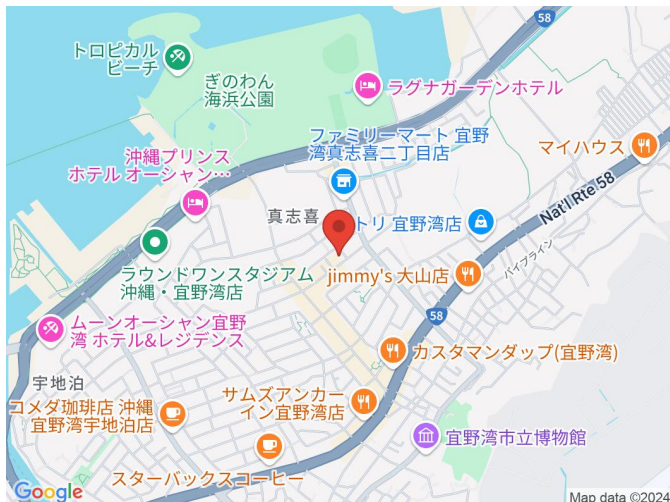 58
トロピカル
ビーチ
ぎのわん
海浜公園
ラグナガーデンホテル
ファミリーマート 宜野
湾真志喜二丁目店
マイハウス
沖縄プリンス
ホテル オーシャン…
真志喜
トリ 宜野湾店
Nat'l Rte 58
パイプライン
ラウンドワンスタジアム
沖縄・宜野湾店
jimmy's 大山店
58
ムーンオーシャン宜野
湾 ホテル&レジデンス
カスタマンダップ(宜野湾)
宇地泊
コメダ珈琲店 沖縄
宜野湾宇地泊店
サムズアンカー
イン宜野湾店
宜野湾市立博物館
スターバックスコーヒー
Google
Map data ©2024